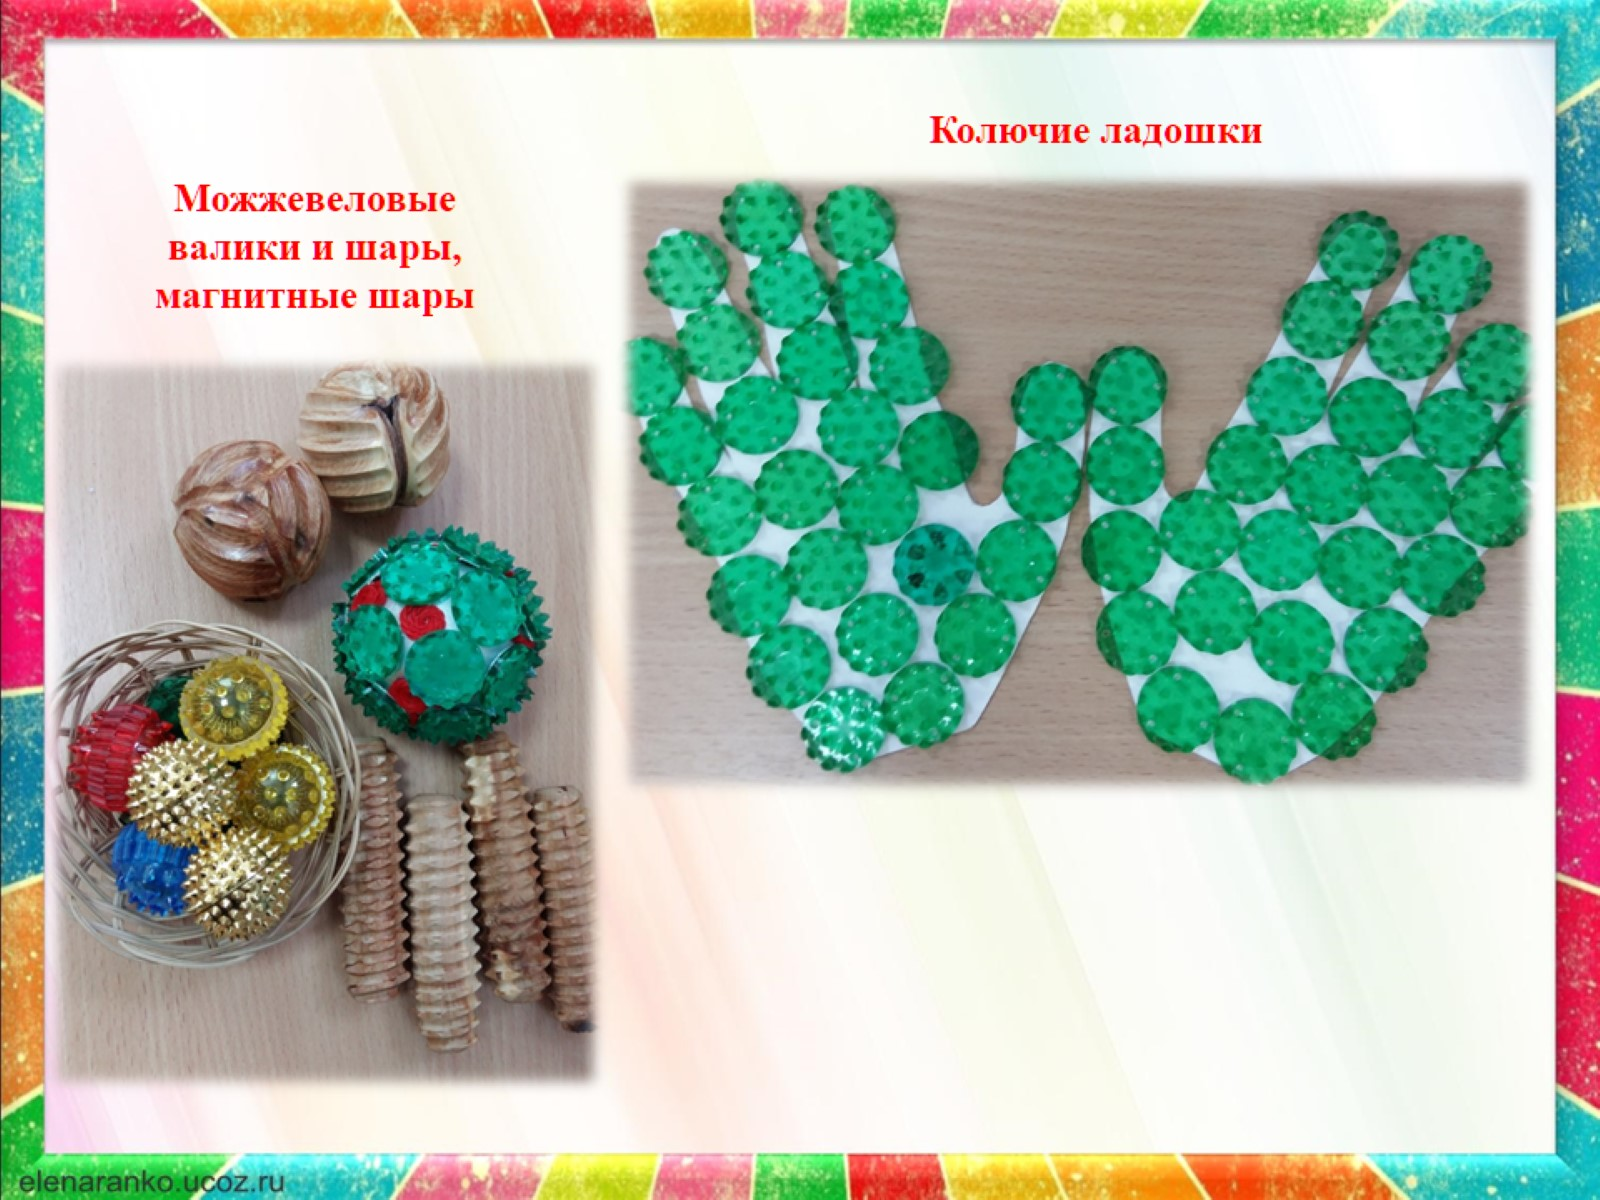 Колючие ладошки
Можжевеловые
валики и шары,
магнитные шары
elenaranko.ucoz.ru